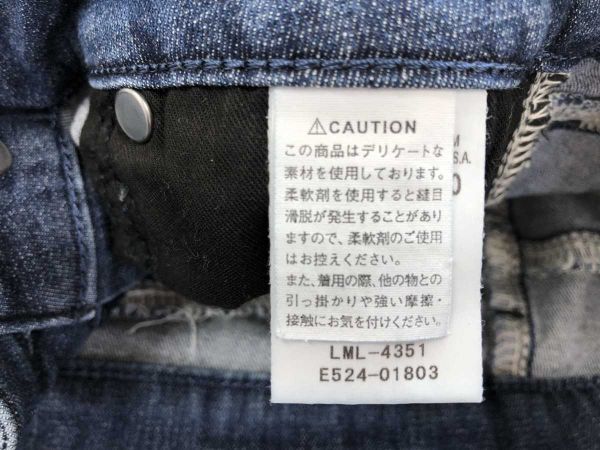 ⚠CAUTION
この商品はデリケートな
素材を使用しております。
柔軟剤を使用すると縫目
滑脱が発生することがあり
ますので、柔軟剤のご使用
はお控えください。
また、着用の際、他の物との
引っ掛かりや強い摩擦・
接触にお気を付けください。
M
S.A.
0
LML-4351
E524-01803